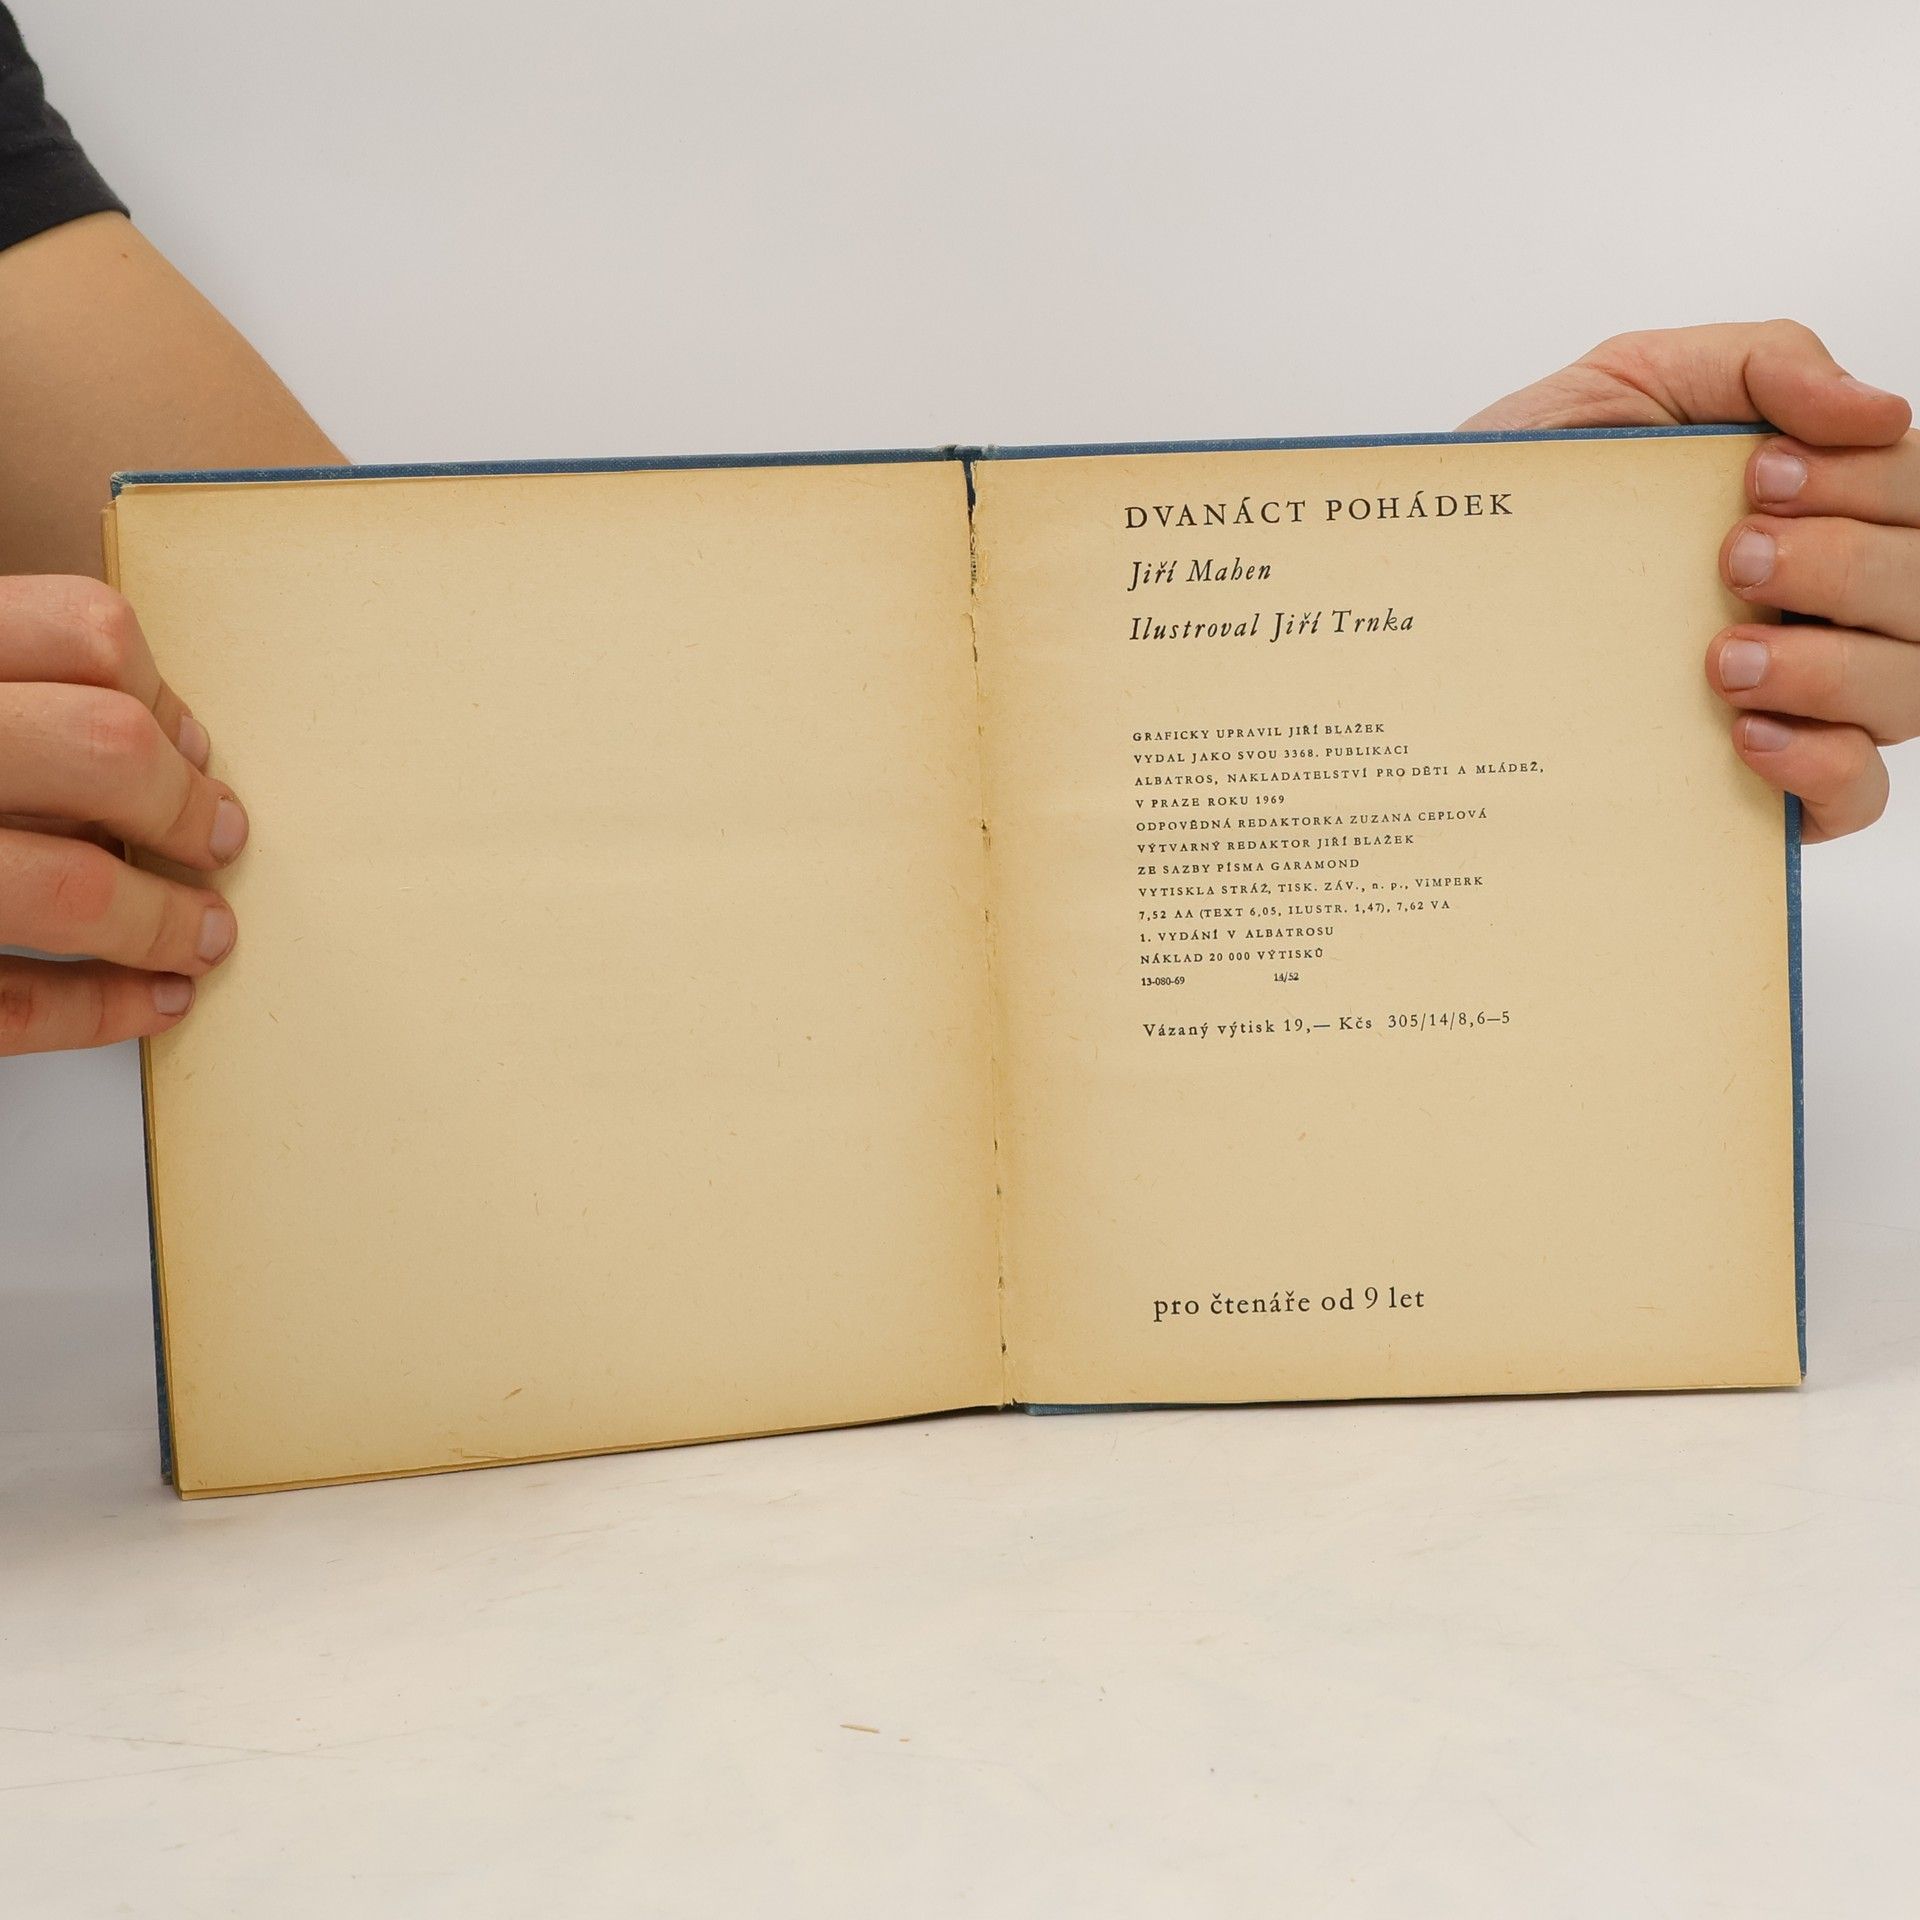 DVANÁCT POHÁDEK
Jiří Mahen
Ilustroval Jiří Trnka
GRAFICKY UPRAVIL JIŘÍ BLAŽEK
VYDAL JAKO SVOU 3368. PUBLIKACI
ALBATROS, NAKLADATELSTVÍ PRO DĚTI A MLÁDEŽ,
V PRAZE ROKU 1969
ODPOVĚDNÁ REDAKTORKA ZUZANA CEPLOVÁ
VÝTVARNÝ REDAKTOR JIŘÍ BLAŽEK
ZE SAZBY PÍSMA GARAMOND
VYTISKLA STRÁŽ, TISK. ZÁV., n. p., VIMPERK
7,52 AA (TEXT 6,05, ILUSTR. 1,47), 7,62 VA
1. VYDÁNÍ V ALBATROSU
NÁKLAD 20 000 VÝTISKŮ
13-080-69 14/52
Vázaný výtisk 19,— Kčs 305/14/8,6—5
pro čtenáře od 9 let